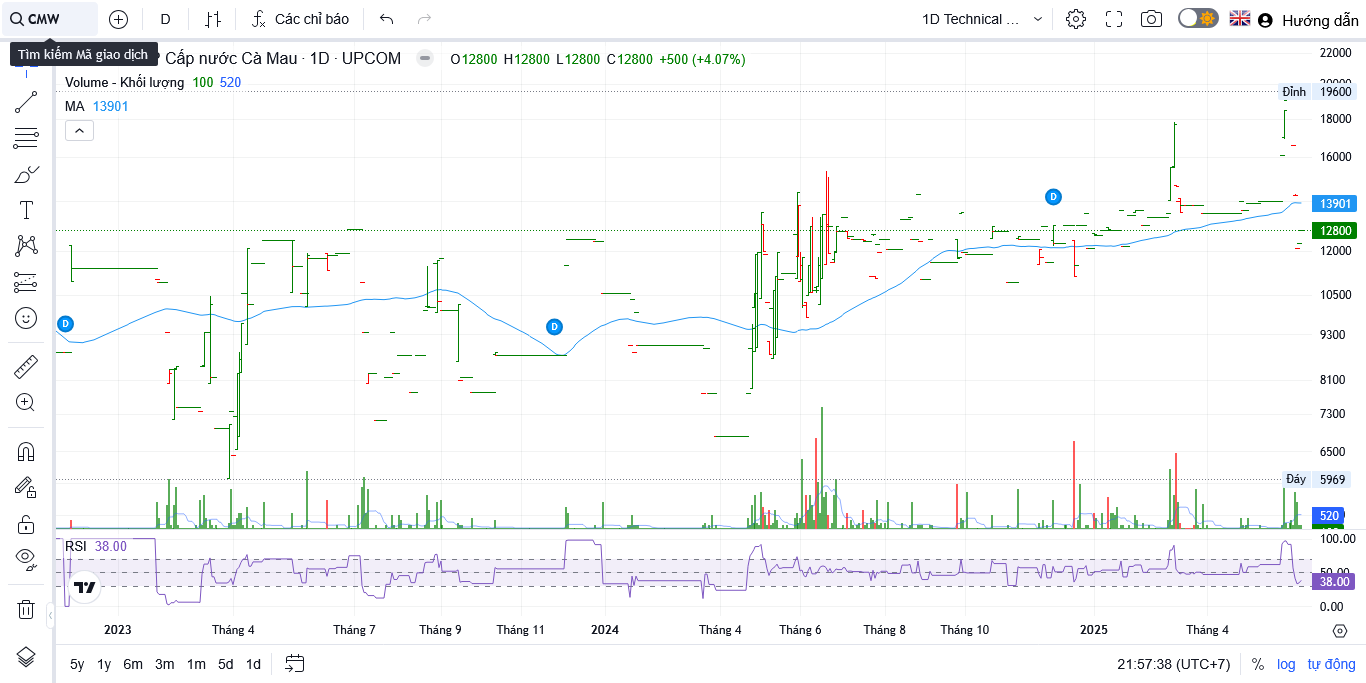 CMW
D
Các chỉ báo
1D Technical ...
Hướng dẫn
Tìm kiếm Mã giao dịch
Cấp nước Cà Mau · 1D · UPCOM
O12800 H12800 L12800 C12800 +500 (+4.07%)
Volume - Khối lượng 100 520
MA 13901
22000
20000
Đỉnh 19600
18000
16000
13901
12800
12000
10500
9300
8100
7300
6500
Đáy 5969
520
D
D
D
RSI 38.00
100.00
50.00
38.00
0.00
2023
Tháng 4
Tháng 7
Tháng 9
Tháng 11
2024
Tháng 4
Tháng 6
Tháng 8
Tháng 10
2025
Tháng 4
5y 1y 6m 3m 1m 5d 1d
21:57:38 (UTC+7)
% log tự động